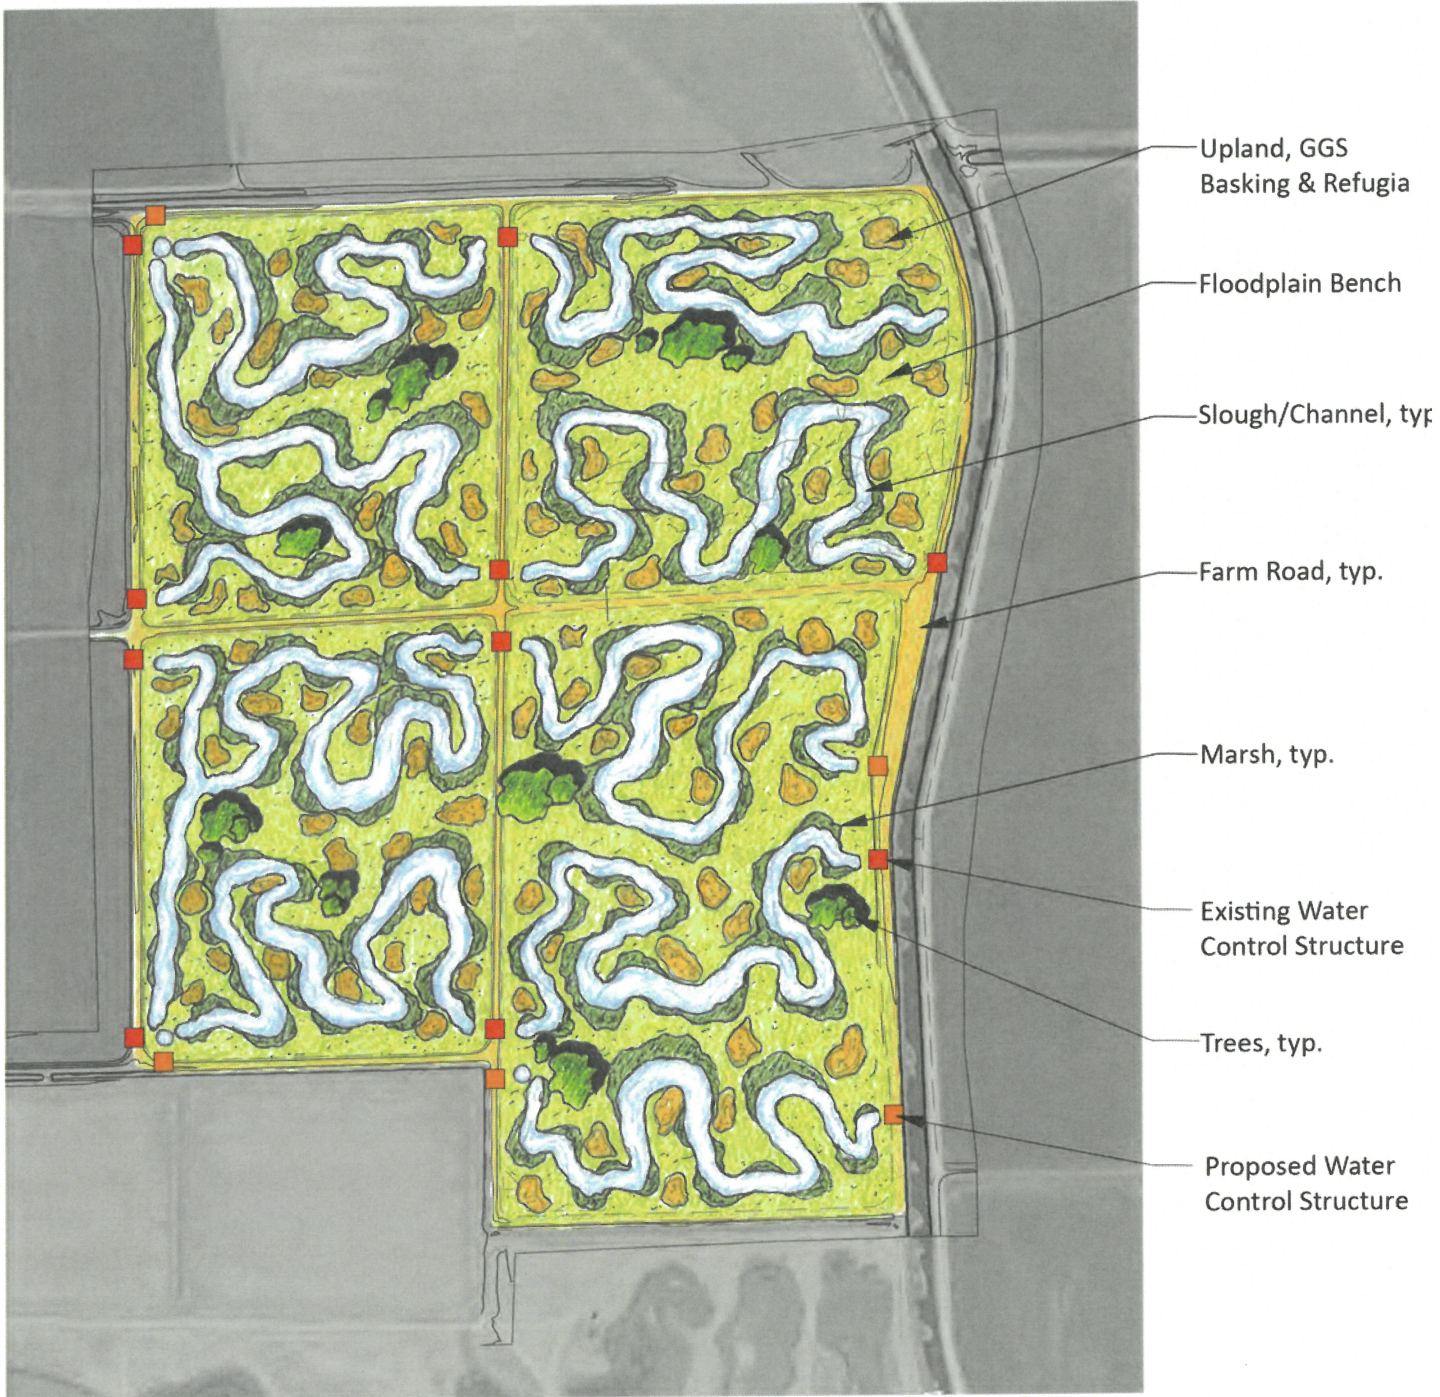 Upland, GGS
Basking & Refugia
Floodplain Bench
Slough/Channel, typ
Farm Road, typ.
Marsh, typ.
Existing Water
Control Structure
Trees, typ.
Proposed Water
Control Structure